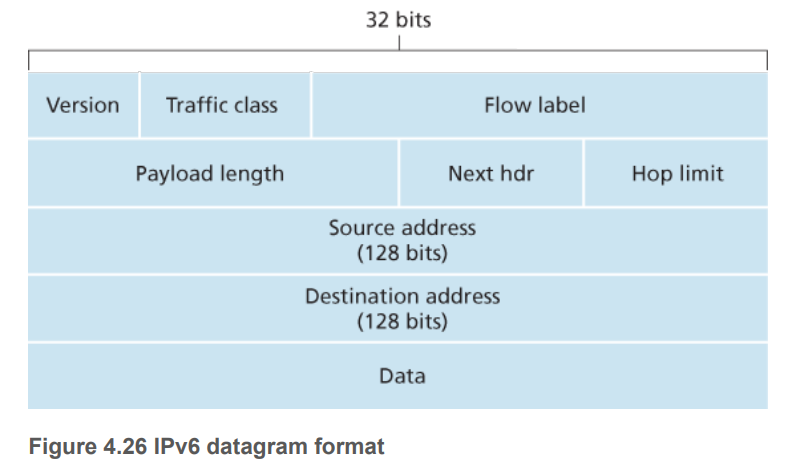 32 bits
Version Traffic class Flow label
Payload length Next hdr Hop limit
Source address
(128 bits)
Destination address
(128 bits)
Data
Figure 4.26 IPv6 datagram format